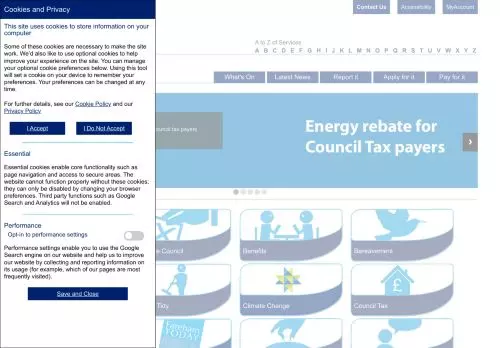 Cookies and Privacy
This site uses cookies to store information on your
computer
Some of these cookies are necessary to make the site
work. We'd also like to use optional cookies to help
improve your experience on the site. You can manage
your optional cookie preferences below. Using this tool
will set a cookie on your device to remember your
preferences. Your preferences can be changed at any
time.
For further details, see our Cookie Policy and our
Privacy Policy
I Accept
I Do Not Accept
Essential
Essential cookies enable core functionality such as
page navigation and access to secure areas. The
website cannot function properly without these cookies;
they can only be disabled by changing your browser
preferences. Third party functions such as Google
Search and Analytics will not be enabled.
Performance
Opt-in to performance settings
Performance settings enable you to use the Google
Search engine on our website and help us to improve
our website by collecting and reporting information on
its usage (for example, which of our pages are most
frequently visited).
Save and Close
Contact Us
Accessibility
MyAccount
A to Z of Services
A B C D E F G H I J K L M N O P Q R S T U V W X Y Z
What's On
Latest News
Report it
Apply for it
Pay for it
council tax payers
Energy rebate for
Council Tax payers
Council
Benefits
Bereavement
Tidy
Climate Change
Council Tax
£
Fareham
TODAY